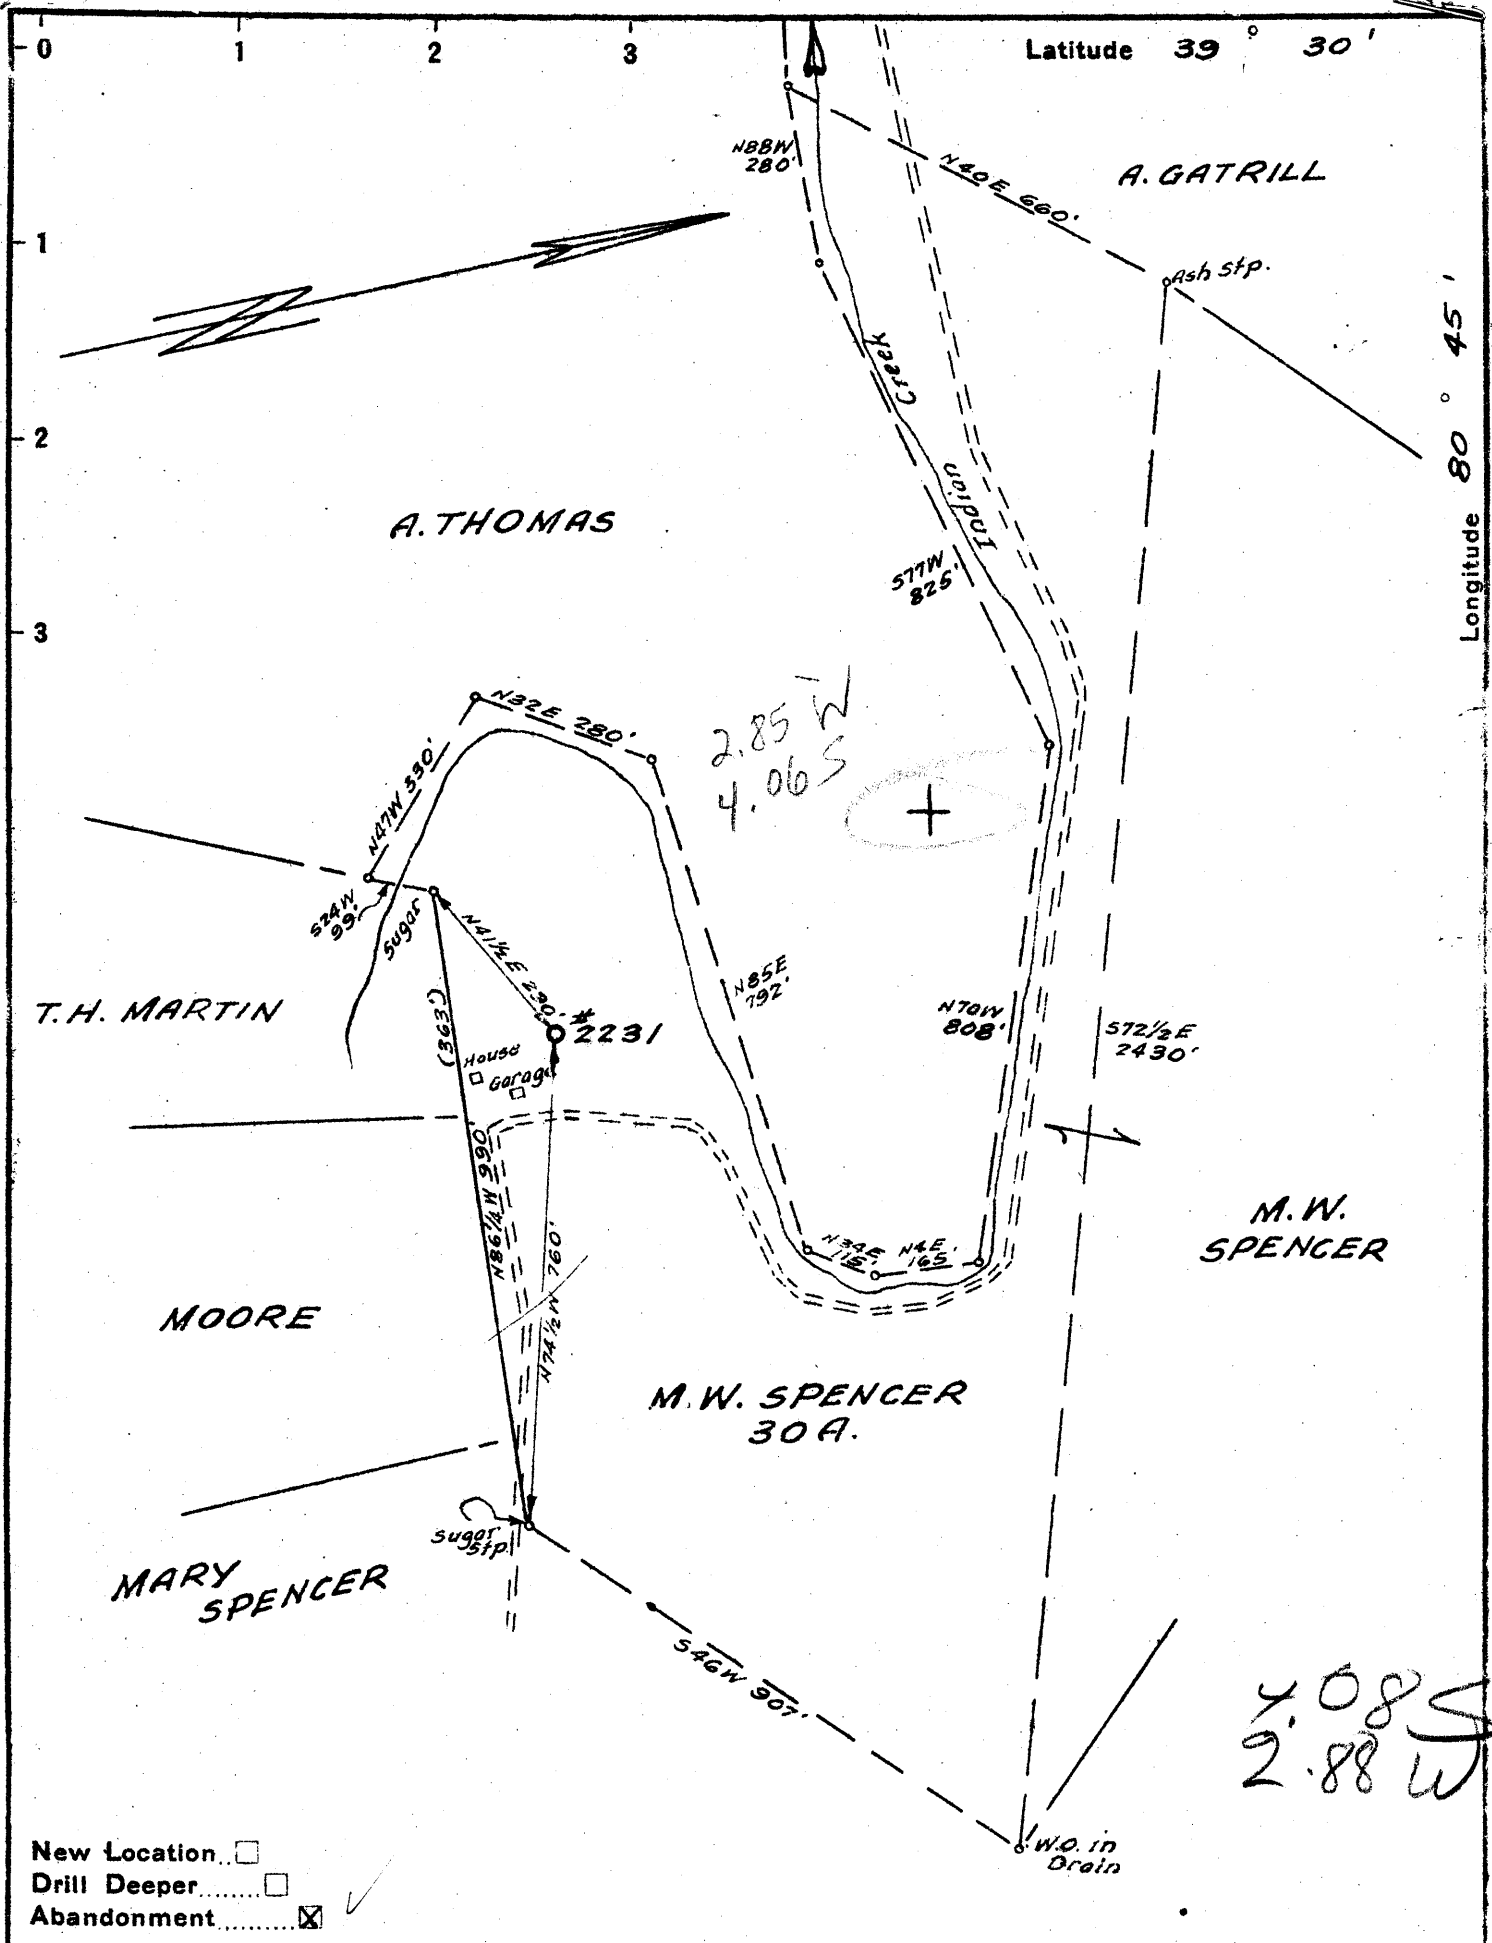 0 1 2 3
Latitude 39° 30'
1
2
3
Longitude 80° 45'
N88W
280'
N40E 660'
A. GATRILL
Ash Stp.
Creek
Indian
A. THOMAS
S77W
825'
N32E 280'
2.85 W
4.06 S
N47W 330'
S24W
99'
Sugar
N41½E 230'
T.H. MARTIN
(363')
#
2231
House
Garage
N85E
792'
N70W
808'
S72½E
2430'
N86¼W 990'
N74½W 760'
N34E
115'
N4E
165'
M.W.
SPENCER
MOORE
M.W. SPENCER
30 A.
Sugar
Stp.
MARY
SPENCER
S46W 907'
4.08 S
2.88 W
W.O. in
Drain
New Location..
Drill Deeper........
Abandonment.......... X